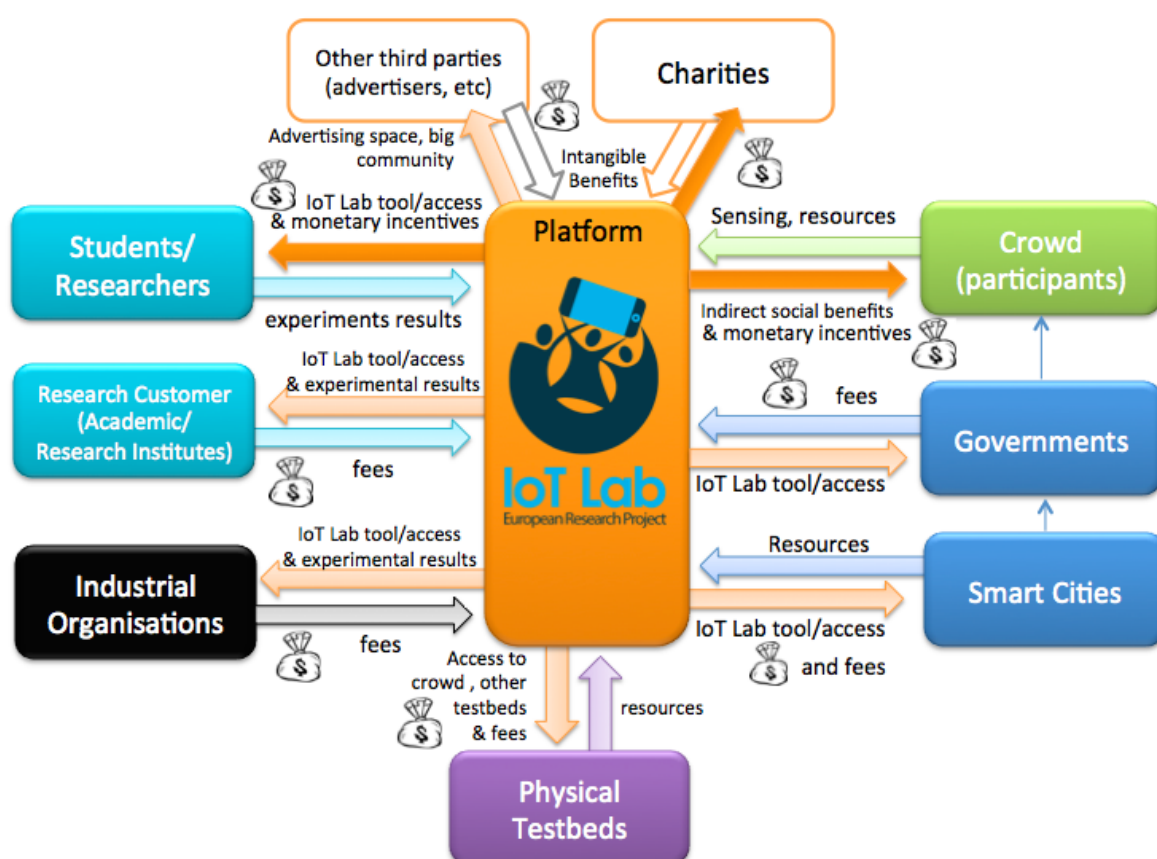 Other third parties
(advertisers, etc)
$
Charities
Advertising space, big
community
Intangible
Benefits
$
$
IoT Lab tool/access
& monetary incentives
Students/
Researchers
experiments results
Platform
Sensing, resources
Crowd
(participants)
Indirect social benefits
& monetary incentives
$
IoT Lab tool/access
& experimental results
Research Customer
(Academic/
Research Institutes)
$
fees
$
fees
Governments
IoT Lab tool/access
IoT Lab
European Research Project
IoT Lab tool/access
& experimental results
Industrial
Organisations
$
fees
Resources
Smart Cities
IoT Lab tool/access
$
and fees
Access to
crowd , other
testbeds
& fees
$
resources
Physical
Testbeds